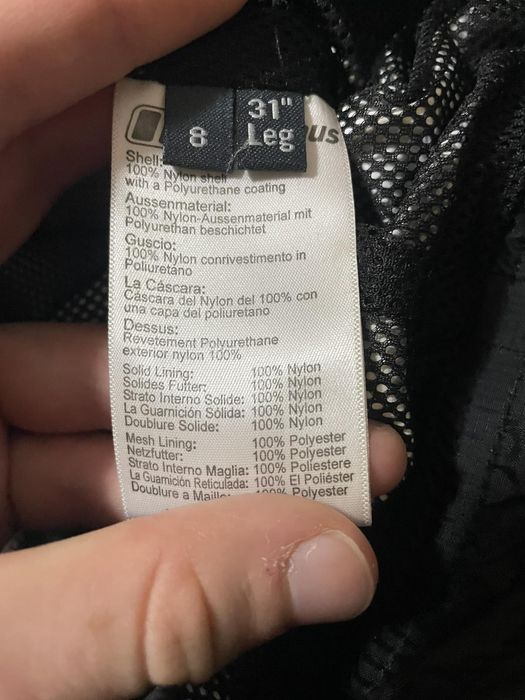 8
31"
Leg
us
Shell:
100% Nylon shell
with a Polyurethane coating
Aussenmaterial:
100% Nylon-Aussenmaterial mit
Polyurethan beschichtet
Guscio:
100% Nylon conrivestimento in
Poliuretano
La Cáscara:
Cáscara del Nylon del 100% con
una capa del poliuretano
Dessus:
Revetement Polyurethane
exterior nylon 100%
Solid Lining: 100% Nylon
Solides Futter: 100% Nylon
Strato Interno Solide: 100% Nylon
La Guarnición Sólida: 100% Nylon
Doublure Solide: 100% Nylon
Mesh Lining: 100% Polyester
Netzfutter: 100% Polyester
Strato Interno Maglia: 100% Poliestere
La Guarnición Reticulada: 100% El Poliéster
Doublure a Maille: 100% Polyester